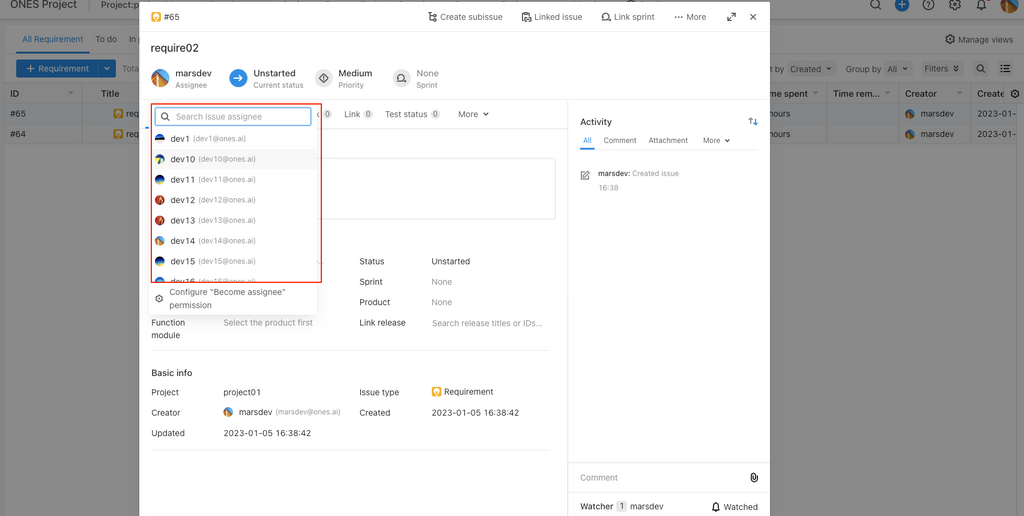 ONES Project
Project:p
#65
Create subissue
Linked issue
Link sprint
More
require02
All Requirement
To do
In p
Manage views
marsdev
Assignee
Unstarted
Current status
Medium
Priority
None
Sprint
+ Requirement
Tota
t by Created
Group by All
Filters
ID
Title
me spent
Time rem...
Creator
Create
#65
req
hours
marsdev
2023-01-
#64
req
hours
marsdev
2023-01-
Search issue assignee
0
Link 0
Test status 0
More
dev1 (dev1@ones.ai)
dev10 (dev10@ones.ai)
dev11 (dev11@ones.ai)
dev12 (dev12@ones.ai)
dev13 (dev13@ones.ai)
dev14 (dev14@ones.ai)
dev15 (dev15@ones.ai)
dev16 (dev16@ones.ai)
Configure "Become assignee"
permission
Status
Unstarted
Sprint
None
Product
None
Function
module
Select the product first
Link release
Search release titles or IDs...
Basic info
Project
project01
Issue type
Requirement
Creator
marsdev (marsdev@ones.ai)
Created
2023-01-05 16:38:42
Updated
2023-01-05 16:38:42
Activity
All
Comment
Attachment
More
marsdev: Created issue
16:38
Comment
Watcher 1 marsdev
Watched